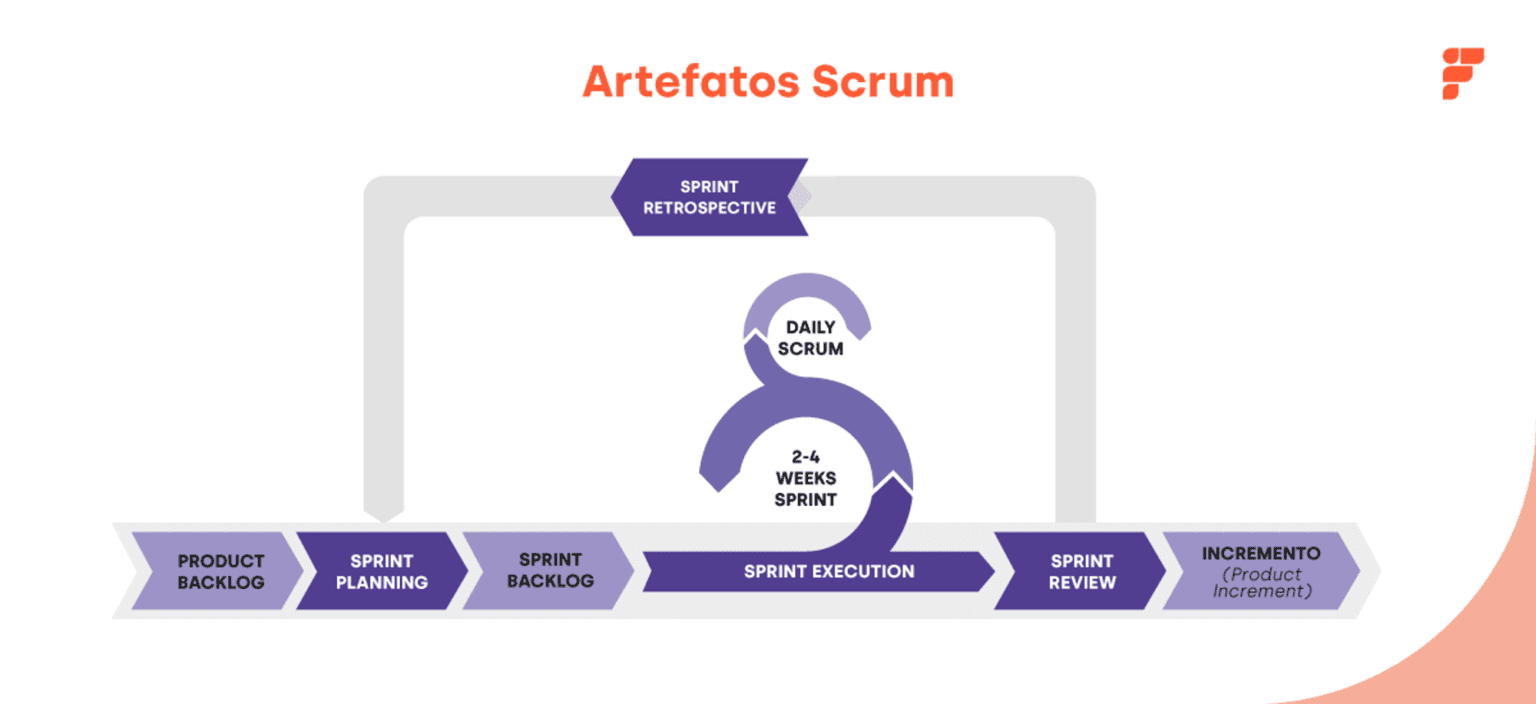 Artefatos Scrum
SPRINT
RETROSPECTIVE
DAILY
SCRUM
2-4
WEEKS
SPRINT
PRODUCT
BACKLOG
SPRINT
PLANNING
SPRINT
BACKLOG
SPRINT EXECUTION
SPRINT
REVIEW
INCREMENTO
(Product
Increment)